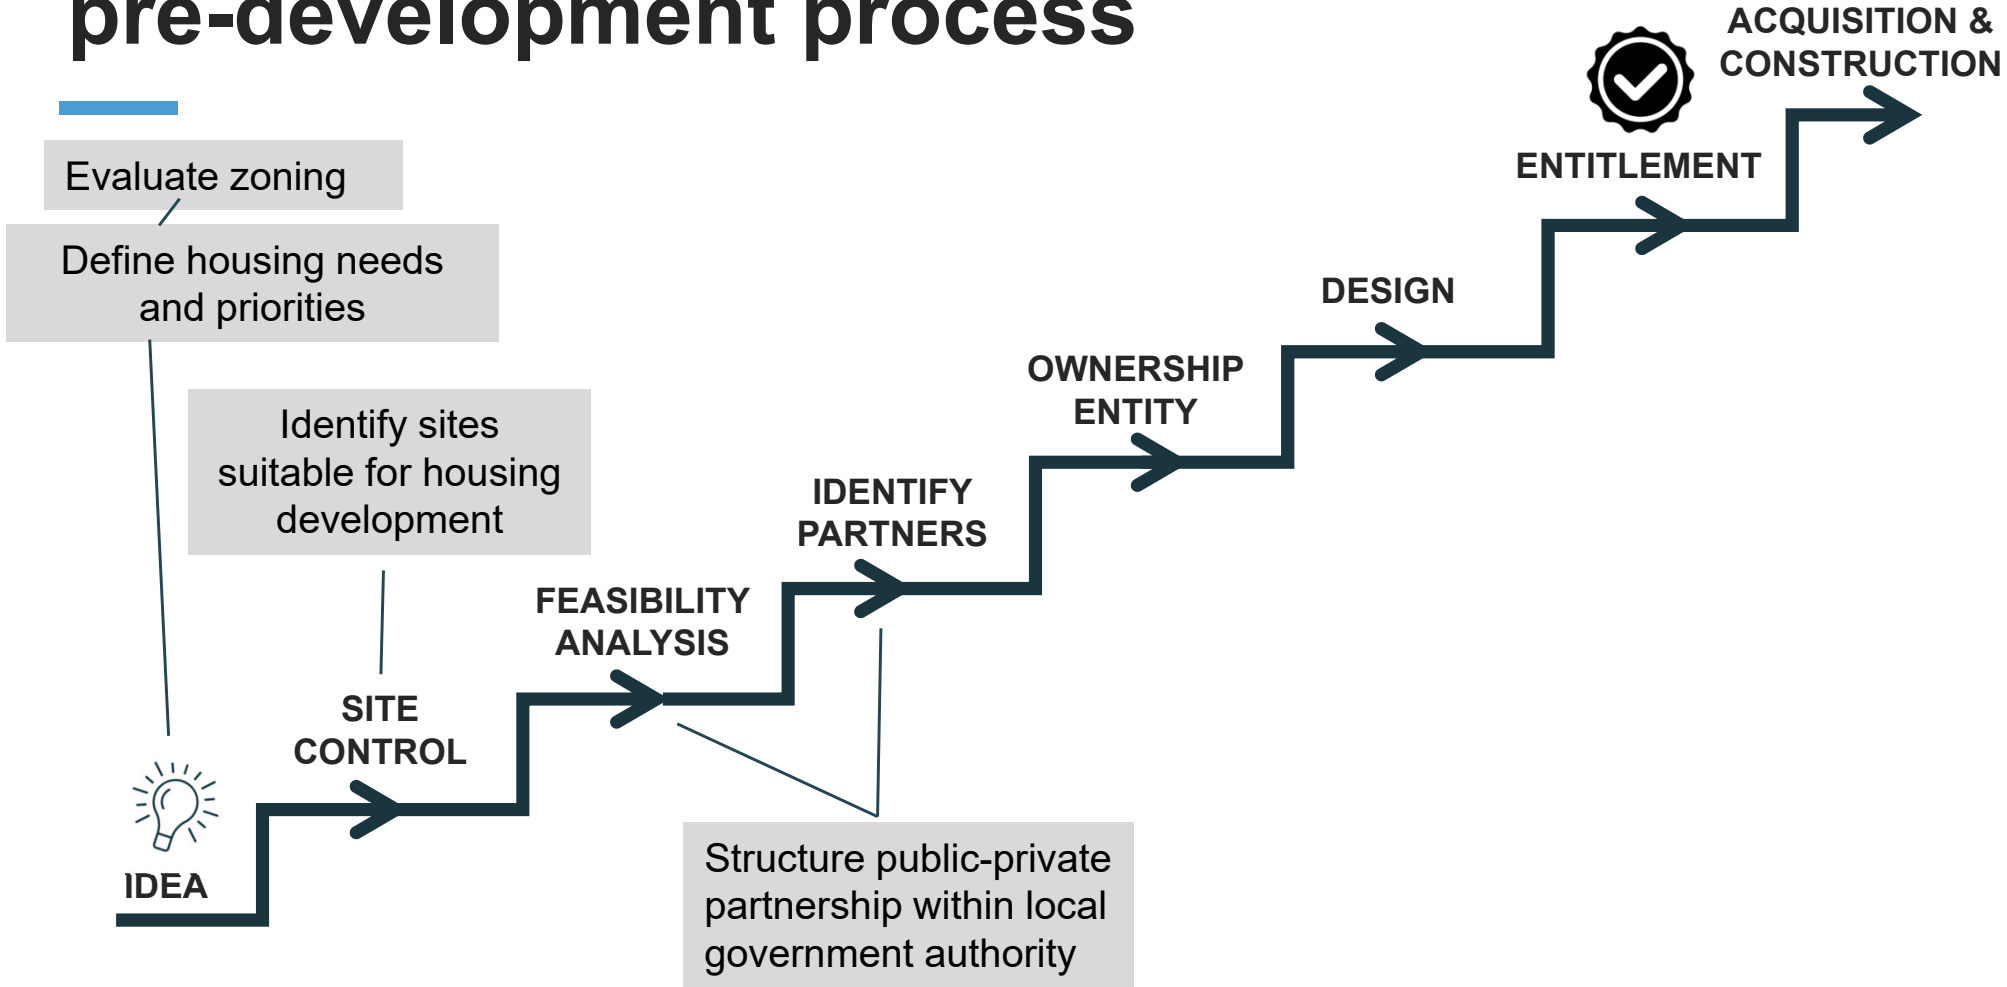 pre-development process
ACQUISITION &
CONSTRUCTION
ENTITLEMENT
Evaluate zoning
Define housing needs
and priorities
DESIGN
OWNERSHIP
ENTITY
Identify sites
suitable for housing
development
IDENTIFY
PARTNERS
FEASIBILITY
ANALYSIS
SITE
CONTROL
IDEA
Structure public-private
partnership within local
government authority